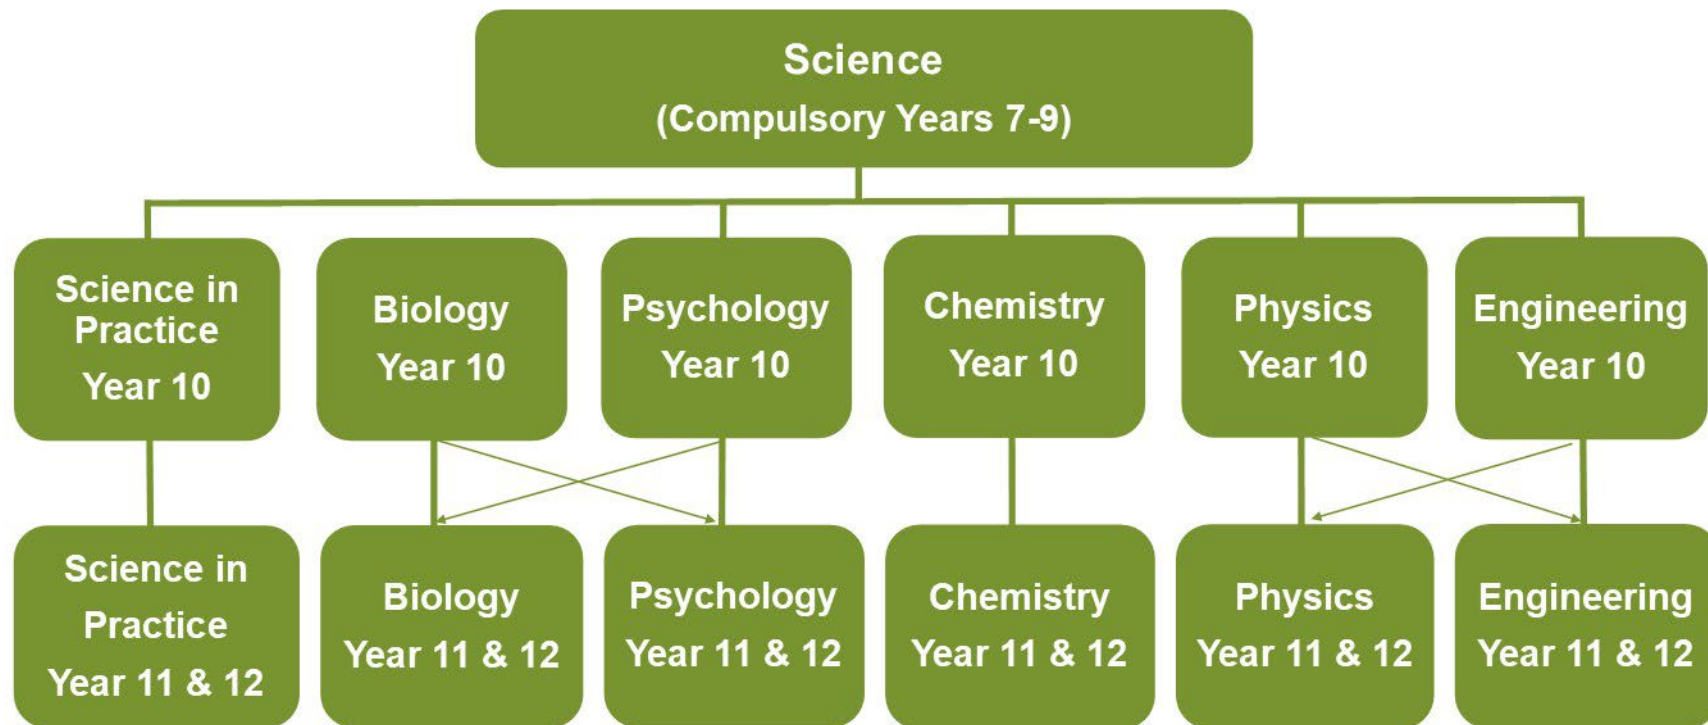 Science
(Compulsory Years 7-9)
Science in
Practice
Year 10
Biology
Year 10
Psychology
Year 10
Chemistry
Year 10
Physics
Year 10
Engineering
Year 10
Science in
Practice
Year 11 & 12
Biology
Year 11 & 12
Psychology
Year 11 & 12
Chemistry
Year 11 & 12
Physics
Year 11 & 12
Engineering
Year 11 & 12